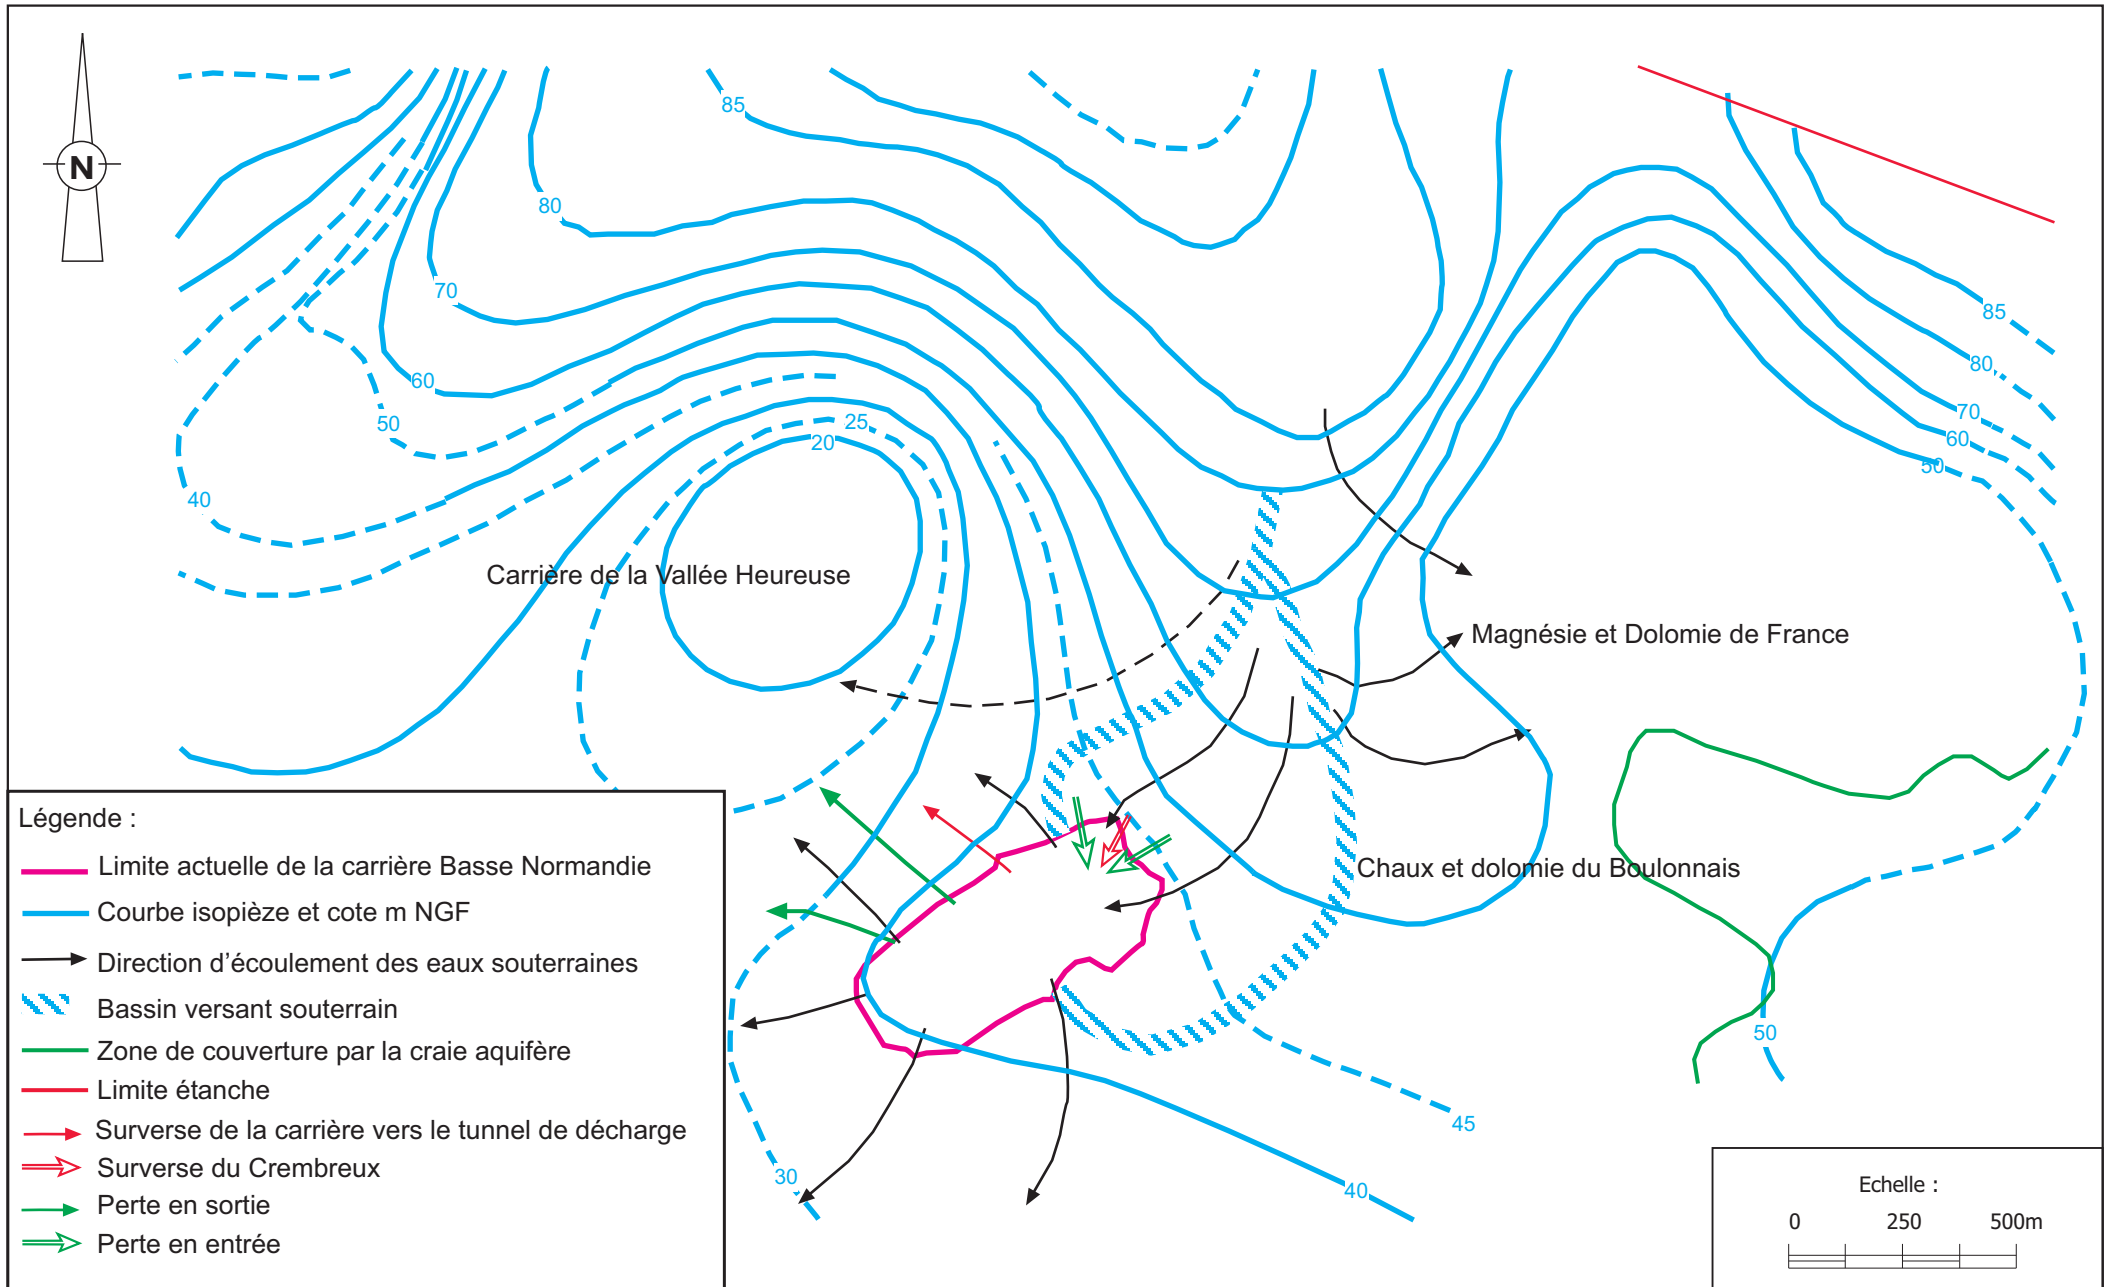 N
85
80
70
60
50
40
25
20
85
80
70
60
50
Carrière de la Vallée Heureuse
Magnésie et Dolomie de France
Chaux et dolomie du Boulonnais
50
45
40
30
Légende :
Limite actuelle de la carrière Basse Normandie
Courbe isopièze et cote m NGF
Direction d'écoulement des eaux souterraines
Bassin versant souterrain
Zone de couverture par la craie aquifère
Limite étanche
Surverse de la carrière vers le tunnel de décharge
Surverse du Crembreux
Perte en sortie
Perte en entrée
Echelle :
0 250 500m